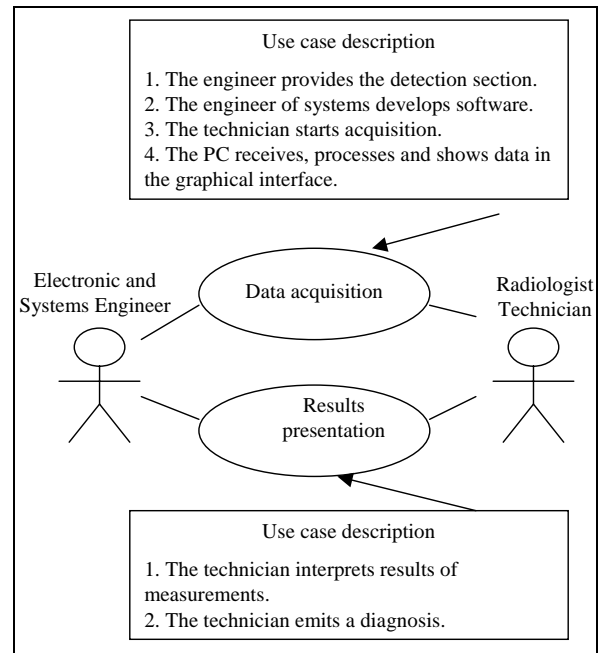 Use case description
1. The engineer provides the detection section.
2. The engineer of systems develops software.
3. The technician starts acquisition.
4. The PC receives, processes and shows data in
the graphical interface.
Electronic and
Systems Engineer
Data acquisition
Radiologist
Technician
Results
presentation
Use case description
1. The technician interprets results of
measurements.
2. The technician emits a diagnosis.